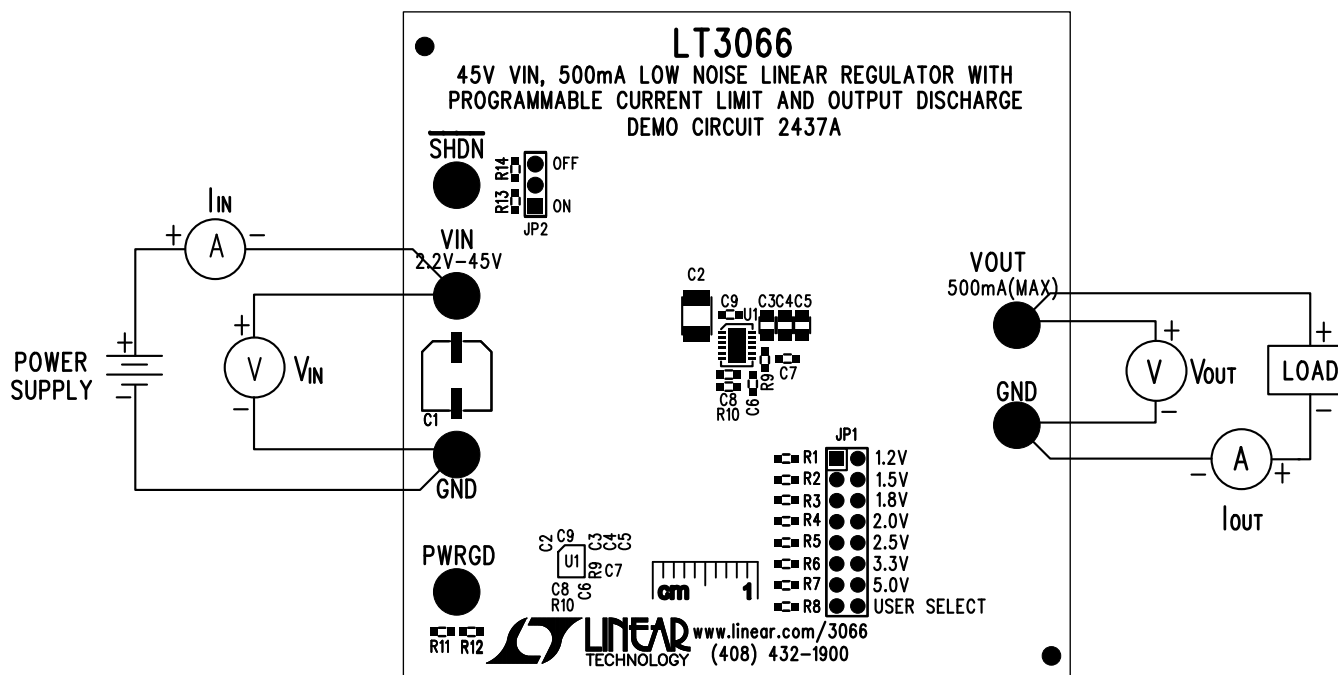 LT3066
45V VIN, 500mA LOW NOISE LINEAR REGULATOR WITH
PROGRAMMABLE CURRENT LIMIT AND OUTPUT DISCHARGE
DEMO CIRCUIT 2437A
SHDN
R14
R13
OFF
ON
JP2
IIN
+ A -
VIN
2.2V-45V
POWER
SUPPLY
+
-
+
V
-
VIN
C1
GND
C2
C9
C3 C4 C5
U1
R9
C7
C8
R10
C6
VOUT
500mA(MAX)
GND
+
V
-
VOUT
+
LOAD
-
- A +
IOUT
JP1
R1 1.2V
R2 1.5V
R3 1.8V
R4 2.0V
R5 2.5V
R6 3.3V
R7 5.0V
R8 USER SELECT
PWRGD
R11 R12
C2
C9
C3
C4
C5
U1
R9
C7
C8
R10
C6
cm 1
LINEAR
TECHNOLOGY
www.linear.com/3066
(408) 432-1900